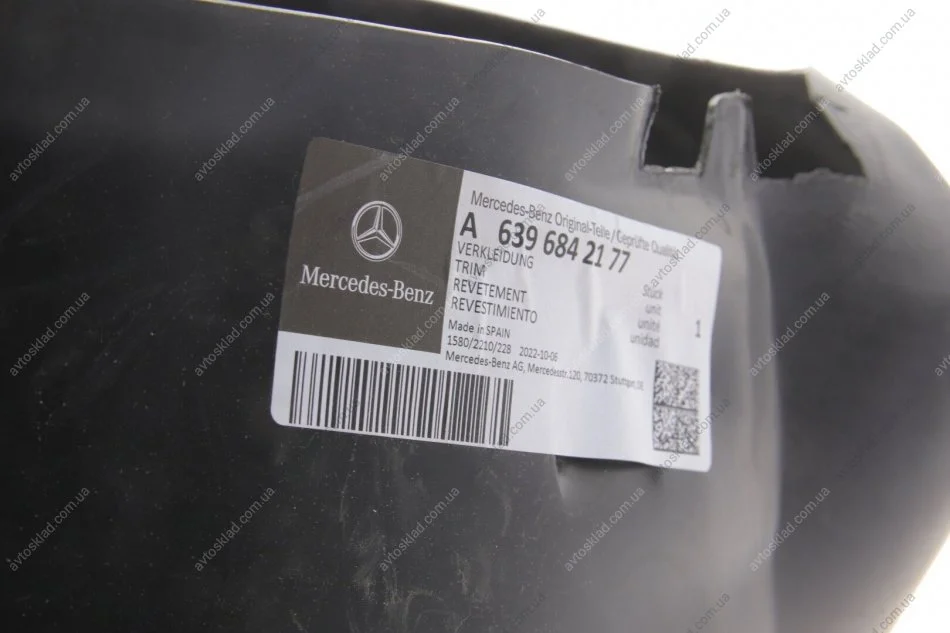 Mercedes-Benz
Mercedes-Benz Original-Teile/Geprüfte Qualität
A 639 684 21 77
VERKLEIDUNG
TRIM
REVETEMENT
REVESTIMIENTO
Stück
unit
unité
unidad
1
Made in SPAIN
1580/2210/228 2022-10-06
Mercedes-Benz AG, Mercedesstr.120, 70372 Stuttgart, DE
avtosklad.com.ua